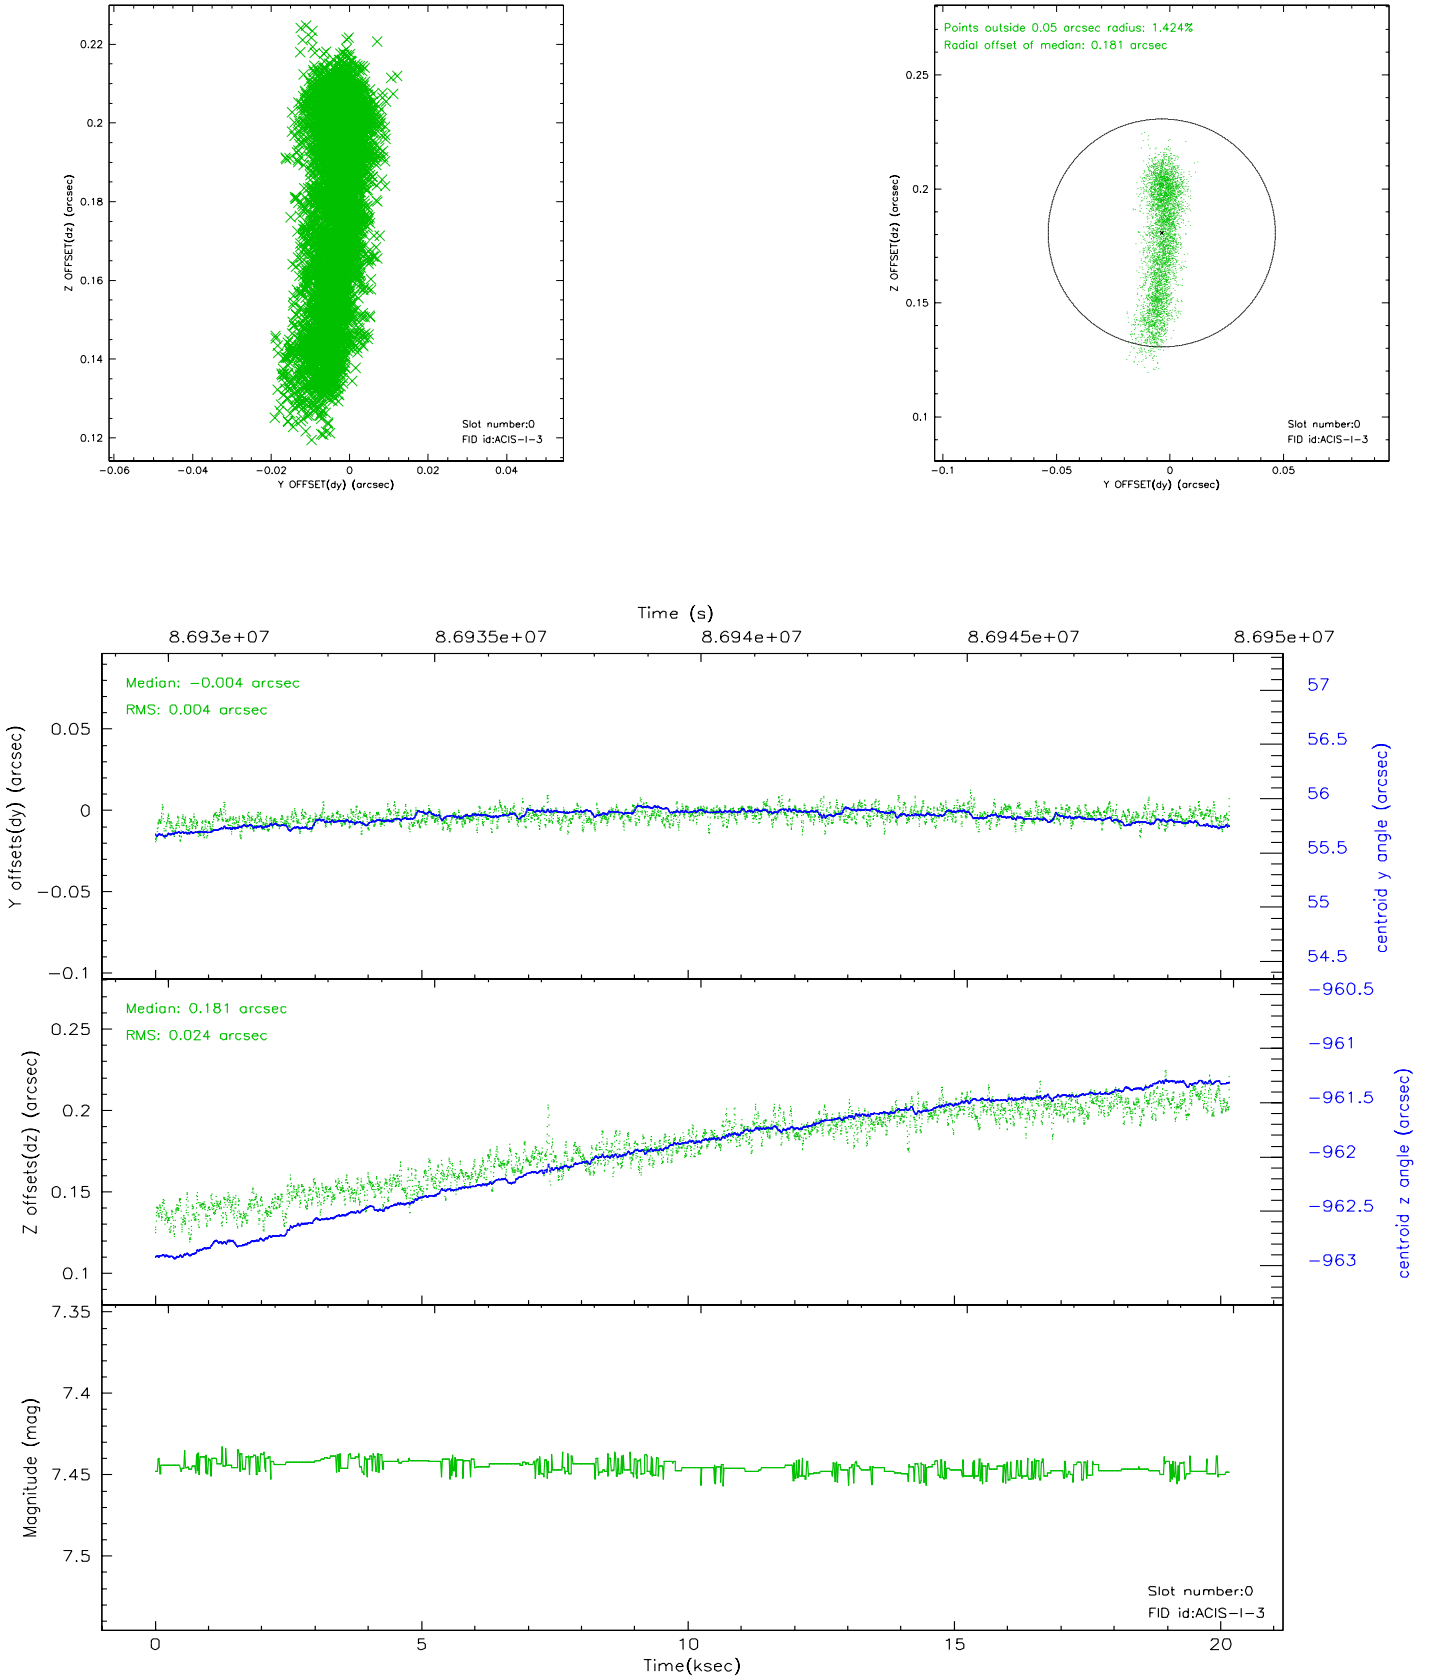 0.22
0.2
0.18
0.16
0.14
0.12
Z OFFSET(dz) (arcsec)
−0.06 −0.04 −0.02 0 0.02 0.04
Y OFFSET(dy) (arcsec)
Slot number:0
FID id:ACIS−I−3
Points outside 0.05 arcsec radius: 1.424%
Radial offset of median: 0.181 arcsec
0.25
0.2
0.15
0.1
Z OFFSET(dz) (arcsec)
−0.1 −0.05 0 0.05
Y OFFSET(dy) (arcsec)
Slot number:0
FID id:ACIS−I−3
Time (s)
8.693e+07 8.6935e+07 8.694e+07 8.6945e+07 8.695e+07
Median: −0.004 arcsec
RMS: 0.004 arcsec
0.05
0
−0.05
−0.1
Y offsets(dy) (arcsec)
57
56.5
56
55.5
55
54.5
centroid y angle (arcsec)
Median: 0.181 arcsec
RMS: 0.024 arcsec
0.25
0.2
0.15
0.1
Z offsets(dz) (arcsec)
−960.5
−961
−961.5
−962
−962.5
−963
centroid z angle (arcsec)
7.35
7.4
7.45
7.5
Magnitude (mag)
Slot number:0
FID id:ACIS−I−3
0 5 10 15 20
Time(ksec)